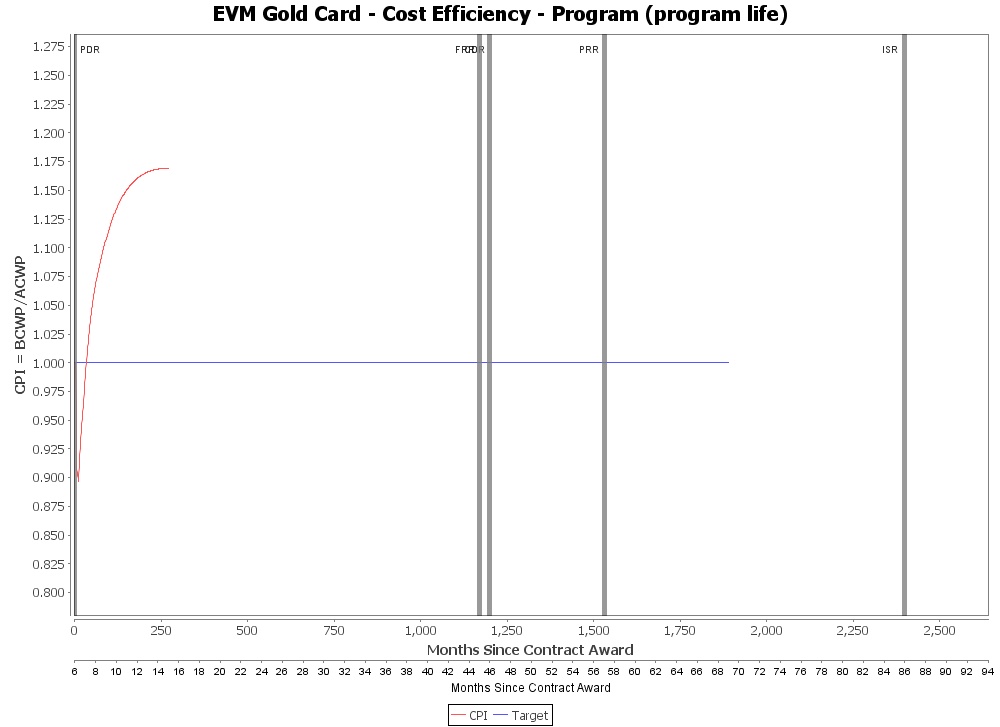 EVM Gold Card - Cost Efficiency - Program (program life)
PDR
PRR
ISR
1.275
1.250
1.225
1.200
1.175
1.150
1.125
1.100
1.075
1.050
1.025
1.000
0.975
0.950
0.925
0.900
0.875
0.850
0.825
0.800
CPI = BCWP/ACWP
0 250 500 750 1,000 1,250 1,500 1,750 2,000 2,250 2,500
Months Since Contract Award
6 8 10 12 14 16 18 20 22 24 26 28 30 32 34 36 38 40 42 44 46 48 50 52 54 56 58 60 62 64 66 68 70 72 74 76 78 80 82 84 86 88 90 92 94
Months Since Contract Award
CPI Target